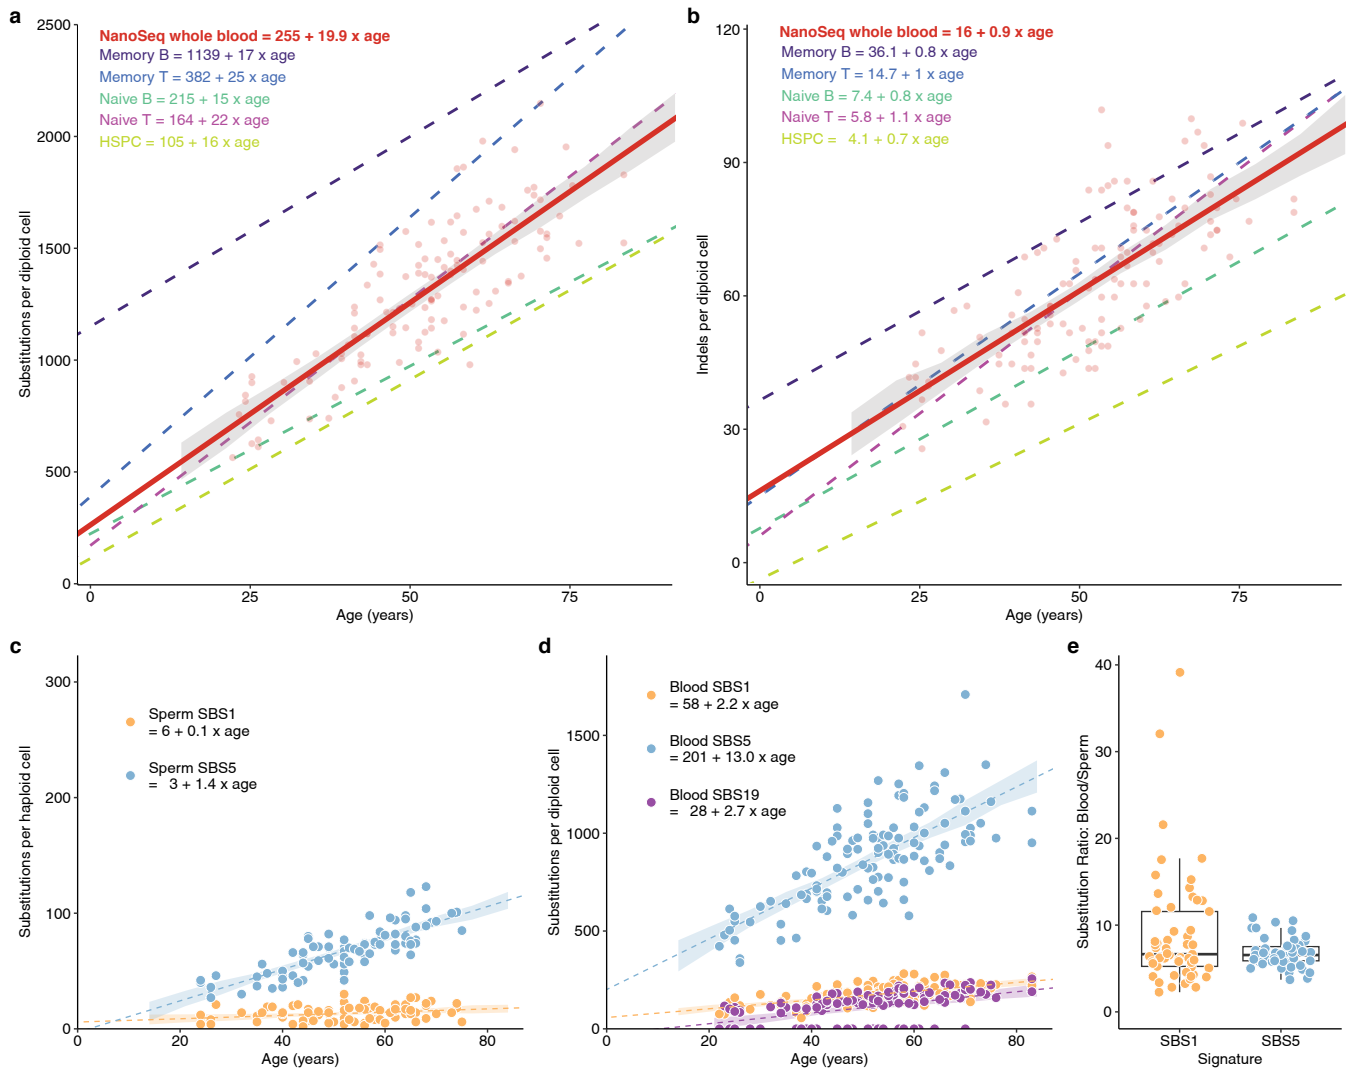 a
2500
2000
1500
1000
500
0
Substitutions per diploid cell
NanoSeq whole blood = 255 + 19.9 x age
Memory B = 1139 + 17 x age
Memory T = 382 + 25 x age
Naive B = 215 + 15 x age
Naive T = 164 + 22 x age
HSPC = 105 + 16 x age
0 25 50 75
Age (years)
b
120
90
60
30
0
Indels per diploid cell
NanoSeq whole blood = 16 + 0.9 x age
Memory B = 36.1 + 0.8 x age
Memory T = 14.7 + 1 x age
Naive B = 7.4 + 0.8 x age
Naive T = 5.8 + 1.1 x age
HSPC = 4.1 + 0.7 x age
0 25 50 75
Age (years)
c
300
200
100
0
Substitutions per haploid cell
Sperm SBS1
= 6 + 0.1 x age
Sperm SBS5
= 3 + 1.4 x age
0 20 40 60 80
Age (years)
d
1500
1000
500
0
Substitutions per diploid cell
Blood SBS1
= 58 + 2.2 x age
Blood SBS5
= 201 + 13.0 x age
Blood SBS19
= 28 + 2.7 x age
0 20 40 60 80
Age (years)
e
40
30
20
10
0
Substitution Ratio: Blood/Sperm
SBS1 SBS5
Signature